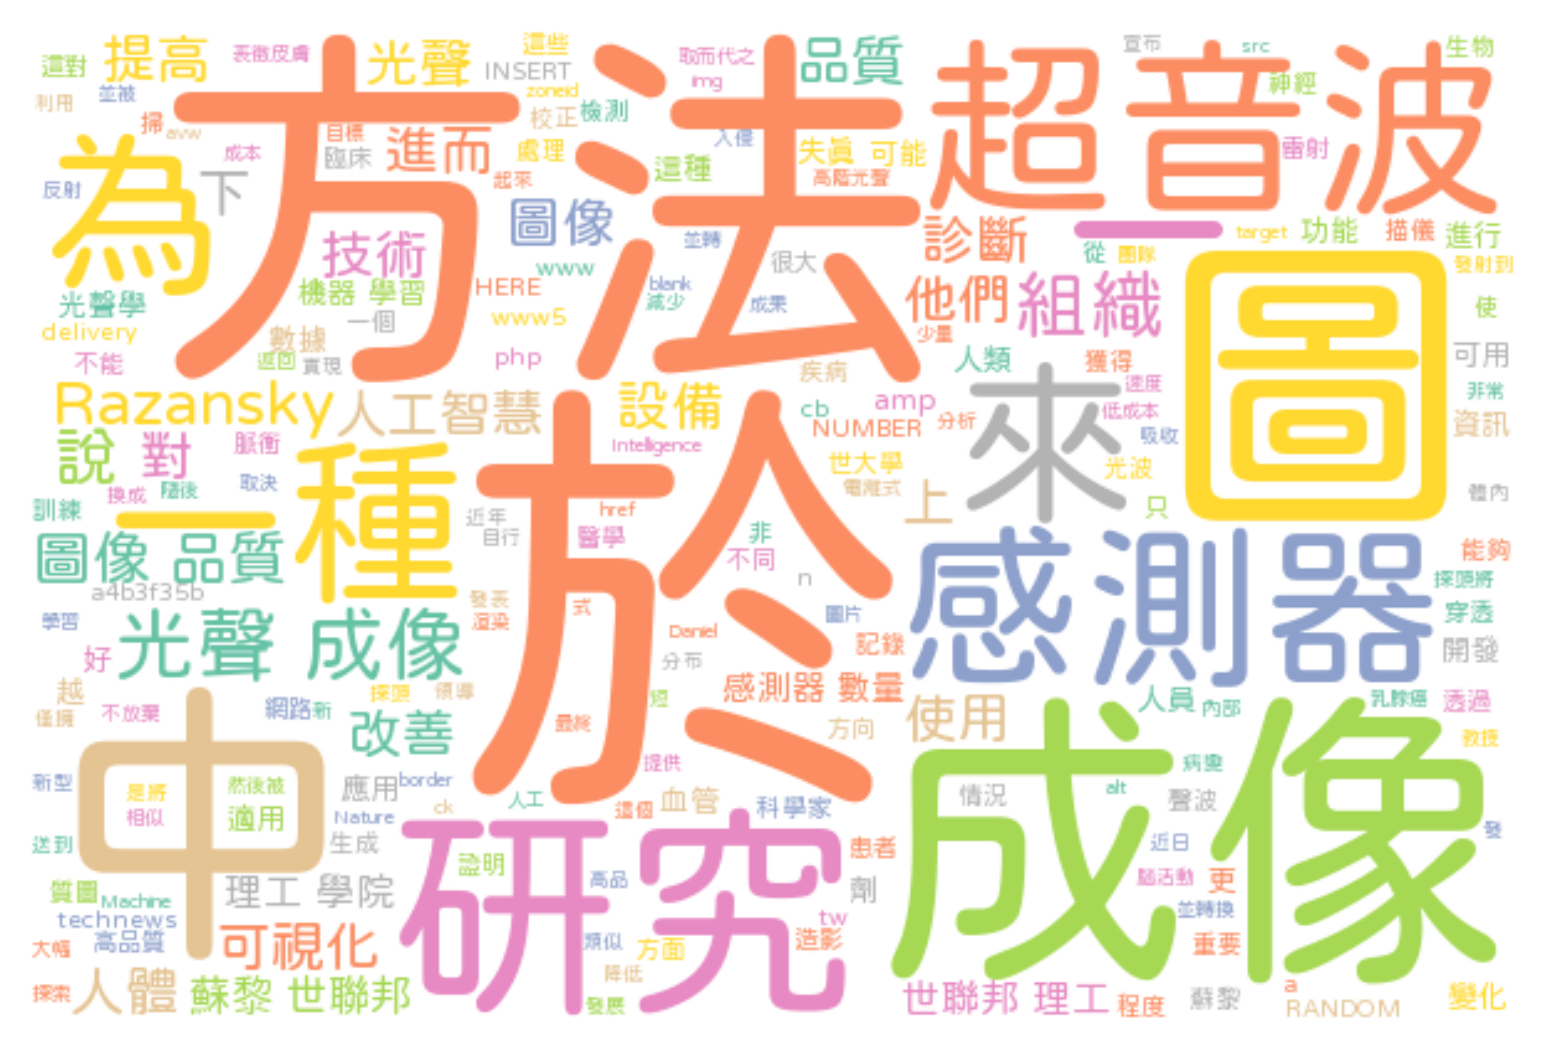 這對
提高
表徵皮膚
光聲
INSERT
這些
zoneid
取而代之
img
品質
宣布
src
生物
利用
並被
掃
avw
目標
臨床
進而
校正
檢測
處理
起來
方法
入侵
這種
失真 可能
高階光聲
超音波
神經
雷射
反射
成本
為
下
圖像
並轉
很大
診斷
一
target
功能
描儀
進行
從
團隊
發射到
技術
www
機器 學習
HERE
blank
減少
成果
他們
組織
圖
使
光聲學
delivery
數據
一個
www5
少量
不能
返回
實現
php
疾病
人類
獲得
可用
速度
非常
Razansky
人工智慧
設備
cb
amp
NUMBER
分析
來
低成本
吸收
資訊
說
對
脈衝
Intelligence
世大學
電離式
光波
換成
隨後
取決
一種
訓練
近年
自行
href
醫學
於
非
不同
上
只
體內
圖像 品質
a4b3f35b
n
感測器
能夠
探頭將
穿透
開發
學習
好
光聲 成像
發表
渲染
式
Daniel
分布
圖片
記錄
越
僅擁
不放棄
網路
新
探頭
領導
短
感測器 數量
使用
人員
內部
乳腺癌
透過
教授
改善
最終
方向
新型
中
是將
相似
然後被
適用
應用
border
ck
Nature
人工
提供
這個
血管
科學家
成像
情況
病變
alt
聲波
近日
發
送到
生成
研究
患者
證明
高品
劑
腦活動
更
質圖
Machine
technews
理工 學院
並轉換
大幅
高品質
可視化
類似
方面
tw
造影
重要
探索
人體
蘇黎 世聯邦
降低
發展
世聯邦 理工
程度
蘇黎
a
RANDOM
變化